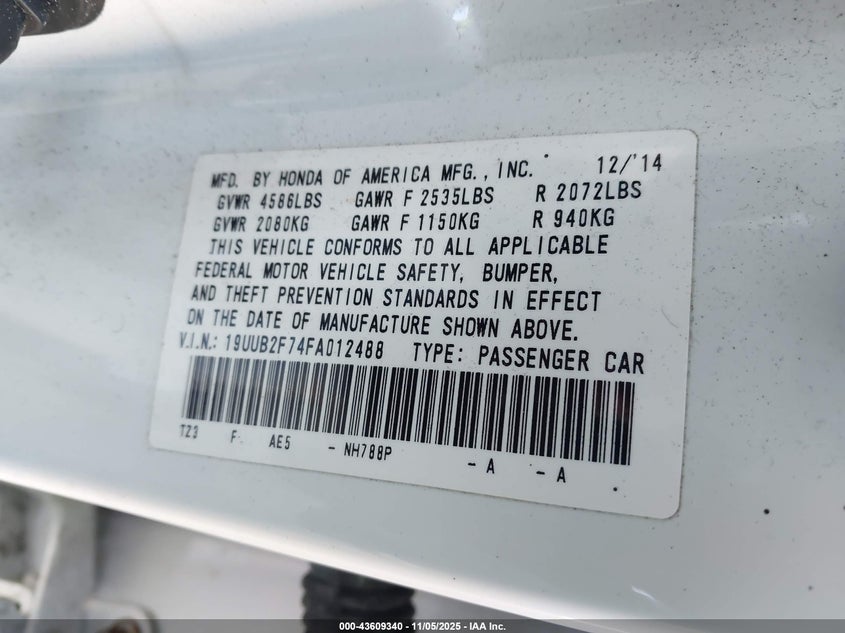 MFD. BY HONDA OF AMERICA MFG., INC. 12/'14
GVWR 4586LBS GAWR F 2535LBS R 2072LBS
GVWR 2080KG GAWR F 1150KG R 940KG
THIS VEHICLE CONFORMS TO ALL APPLICABLE
FEDERAL MOTOR VEHICLE SAFETY, BUMPER,
AND THEFT PREVENTION STANDARDS IN EFFECT
ON THE DATE OF MANUFACTURE SHOWN ABOVE.
V.I.N.: 19UUB2F74FA012488 TYPE: PASSENGER CAR
TZ3 F AE5 - NH788P - A - A
000-43609340 - 11/05/2025 - IAA Inc.